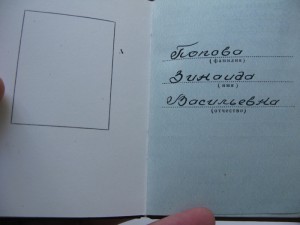 Попова
(фамилия)
Зинаида
(имя)
Васильевна
(отчество)